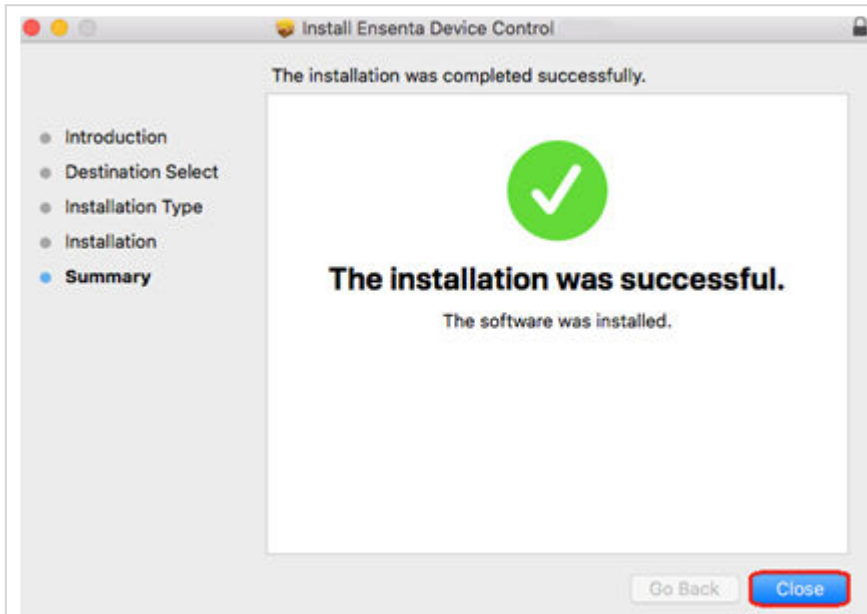 Install Ensenta Device Control
The installation was completed successfully.
Introduction
Destination Select
Installation Type
Installation
Summary
The installation was successful.
The software was installed.
Go Back
Close